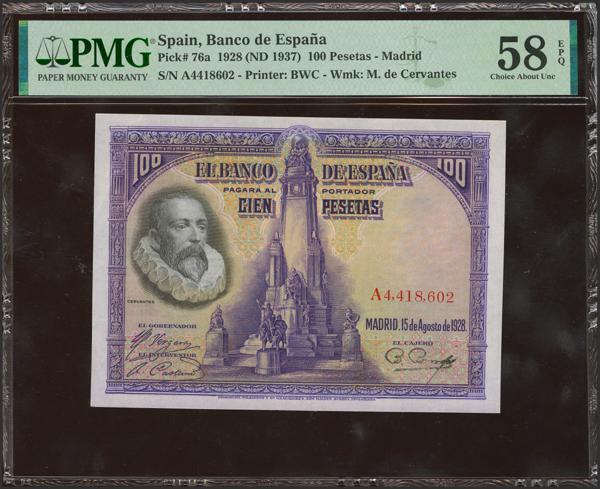 PMG
PAPER MONEY GUARANTY
Spain, Banco de España
Pick# 76a 1928 (ND 1937) 100 Pesetas - Madrid
S/N A4418602 - Printer: BWC - Wmk: M. de Cervantes
58 EPQ
Choice About Unc
100 100
EL BANCO DE ESPAÑA
PAGARA AL PORTADOR
CIEN PESETAS
A4,418,602
CERVANTES
MADRID, 15 de Agosto de 1928.
EL GOBERNADOR
EL CAJERO
EL INTERVENTOR